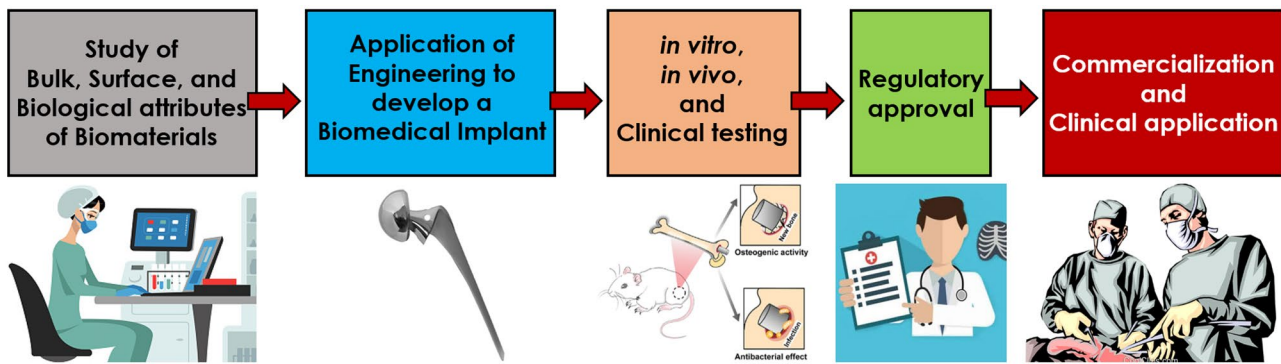 Study of
Bulk, Surface, and
Biological attributes
of Biomaterials
Application of
Engineering to
develop a
Biomedical Implant
in vitro,
in vivo,
and
Clinical testing
Regulatory
approval
Commercialization
and
Clinical application
New bone
Osteogenic activity
Infection
Antibacterial effect